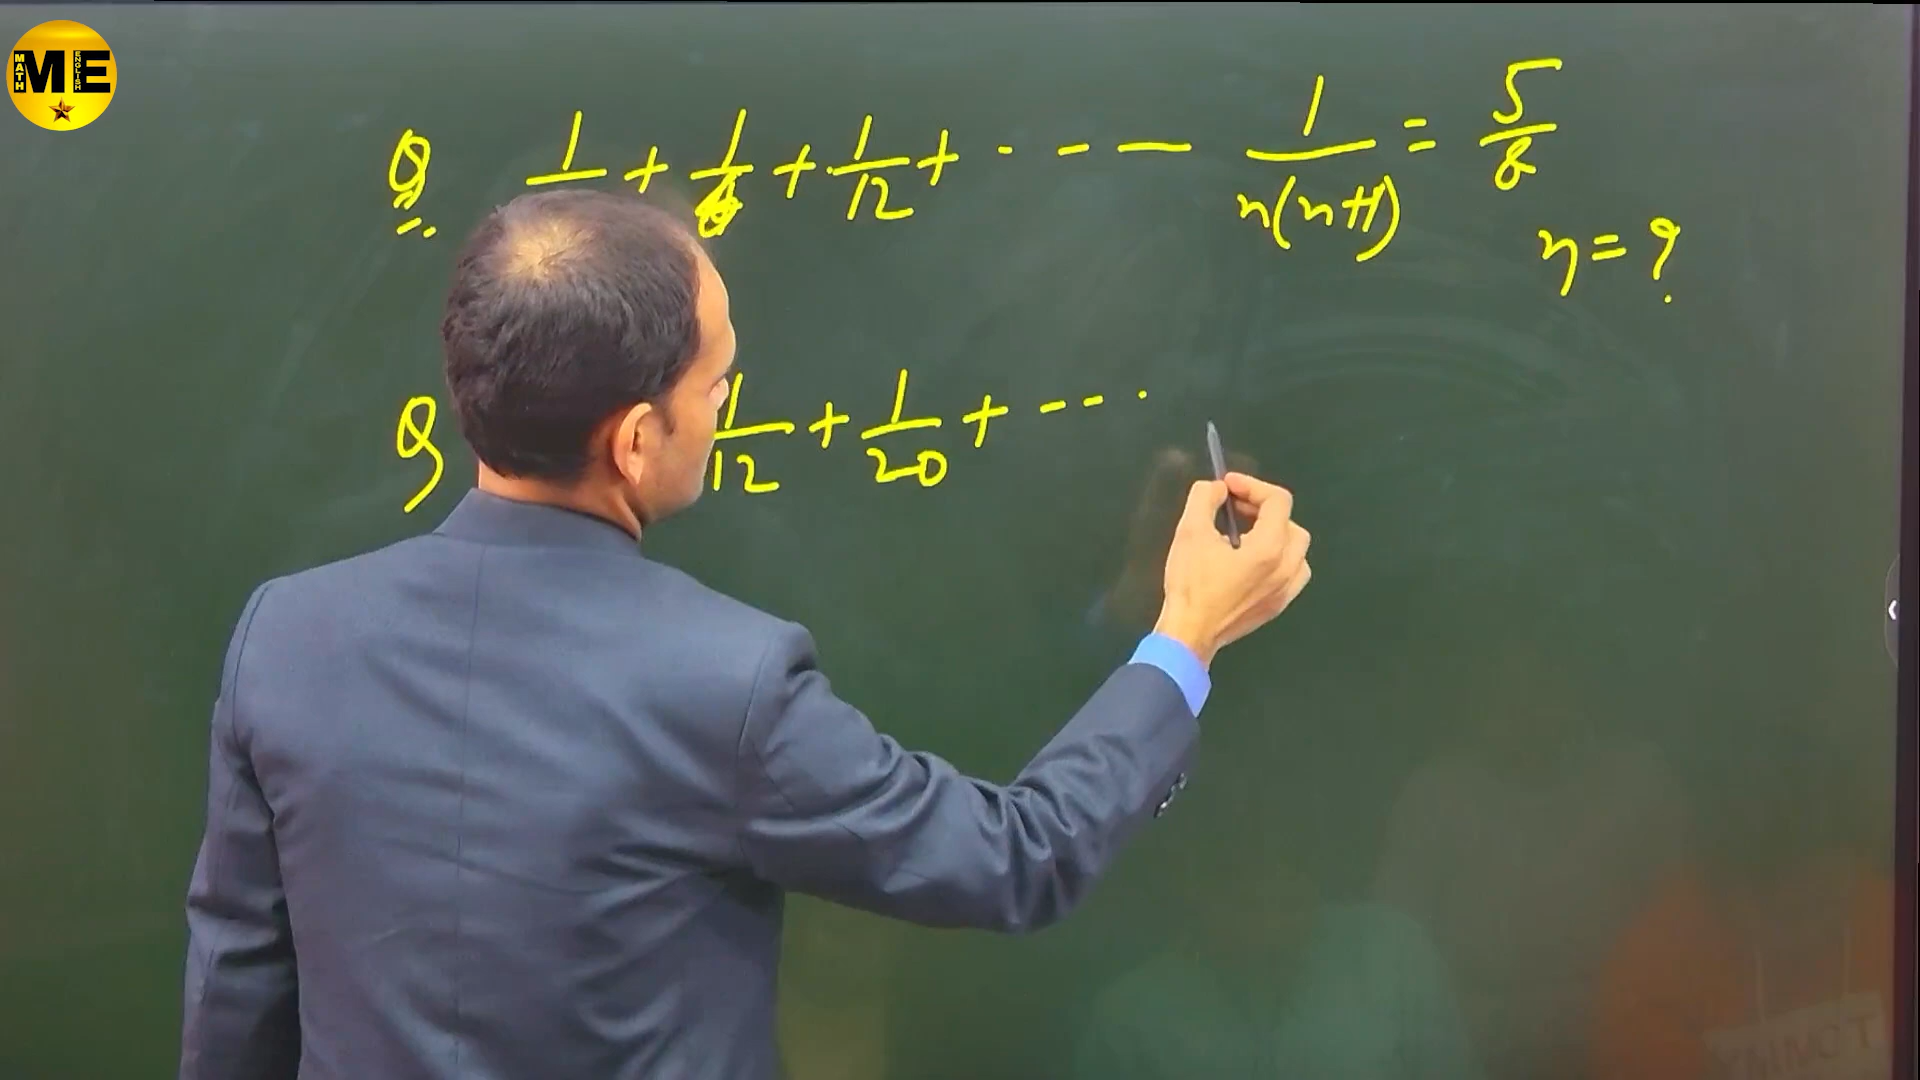 MATH ME ENGLISH
Q 1/ + 1/6 + 1/12 + - - — 1/n(n+1) = 5/8
n = ?
Q 1/12 + 1/20 + - - -